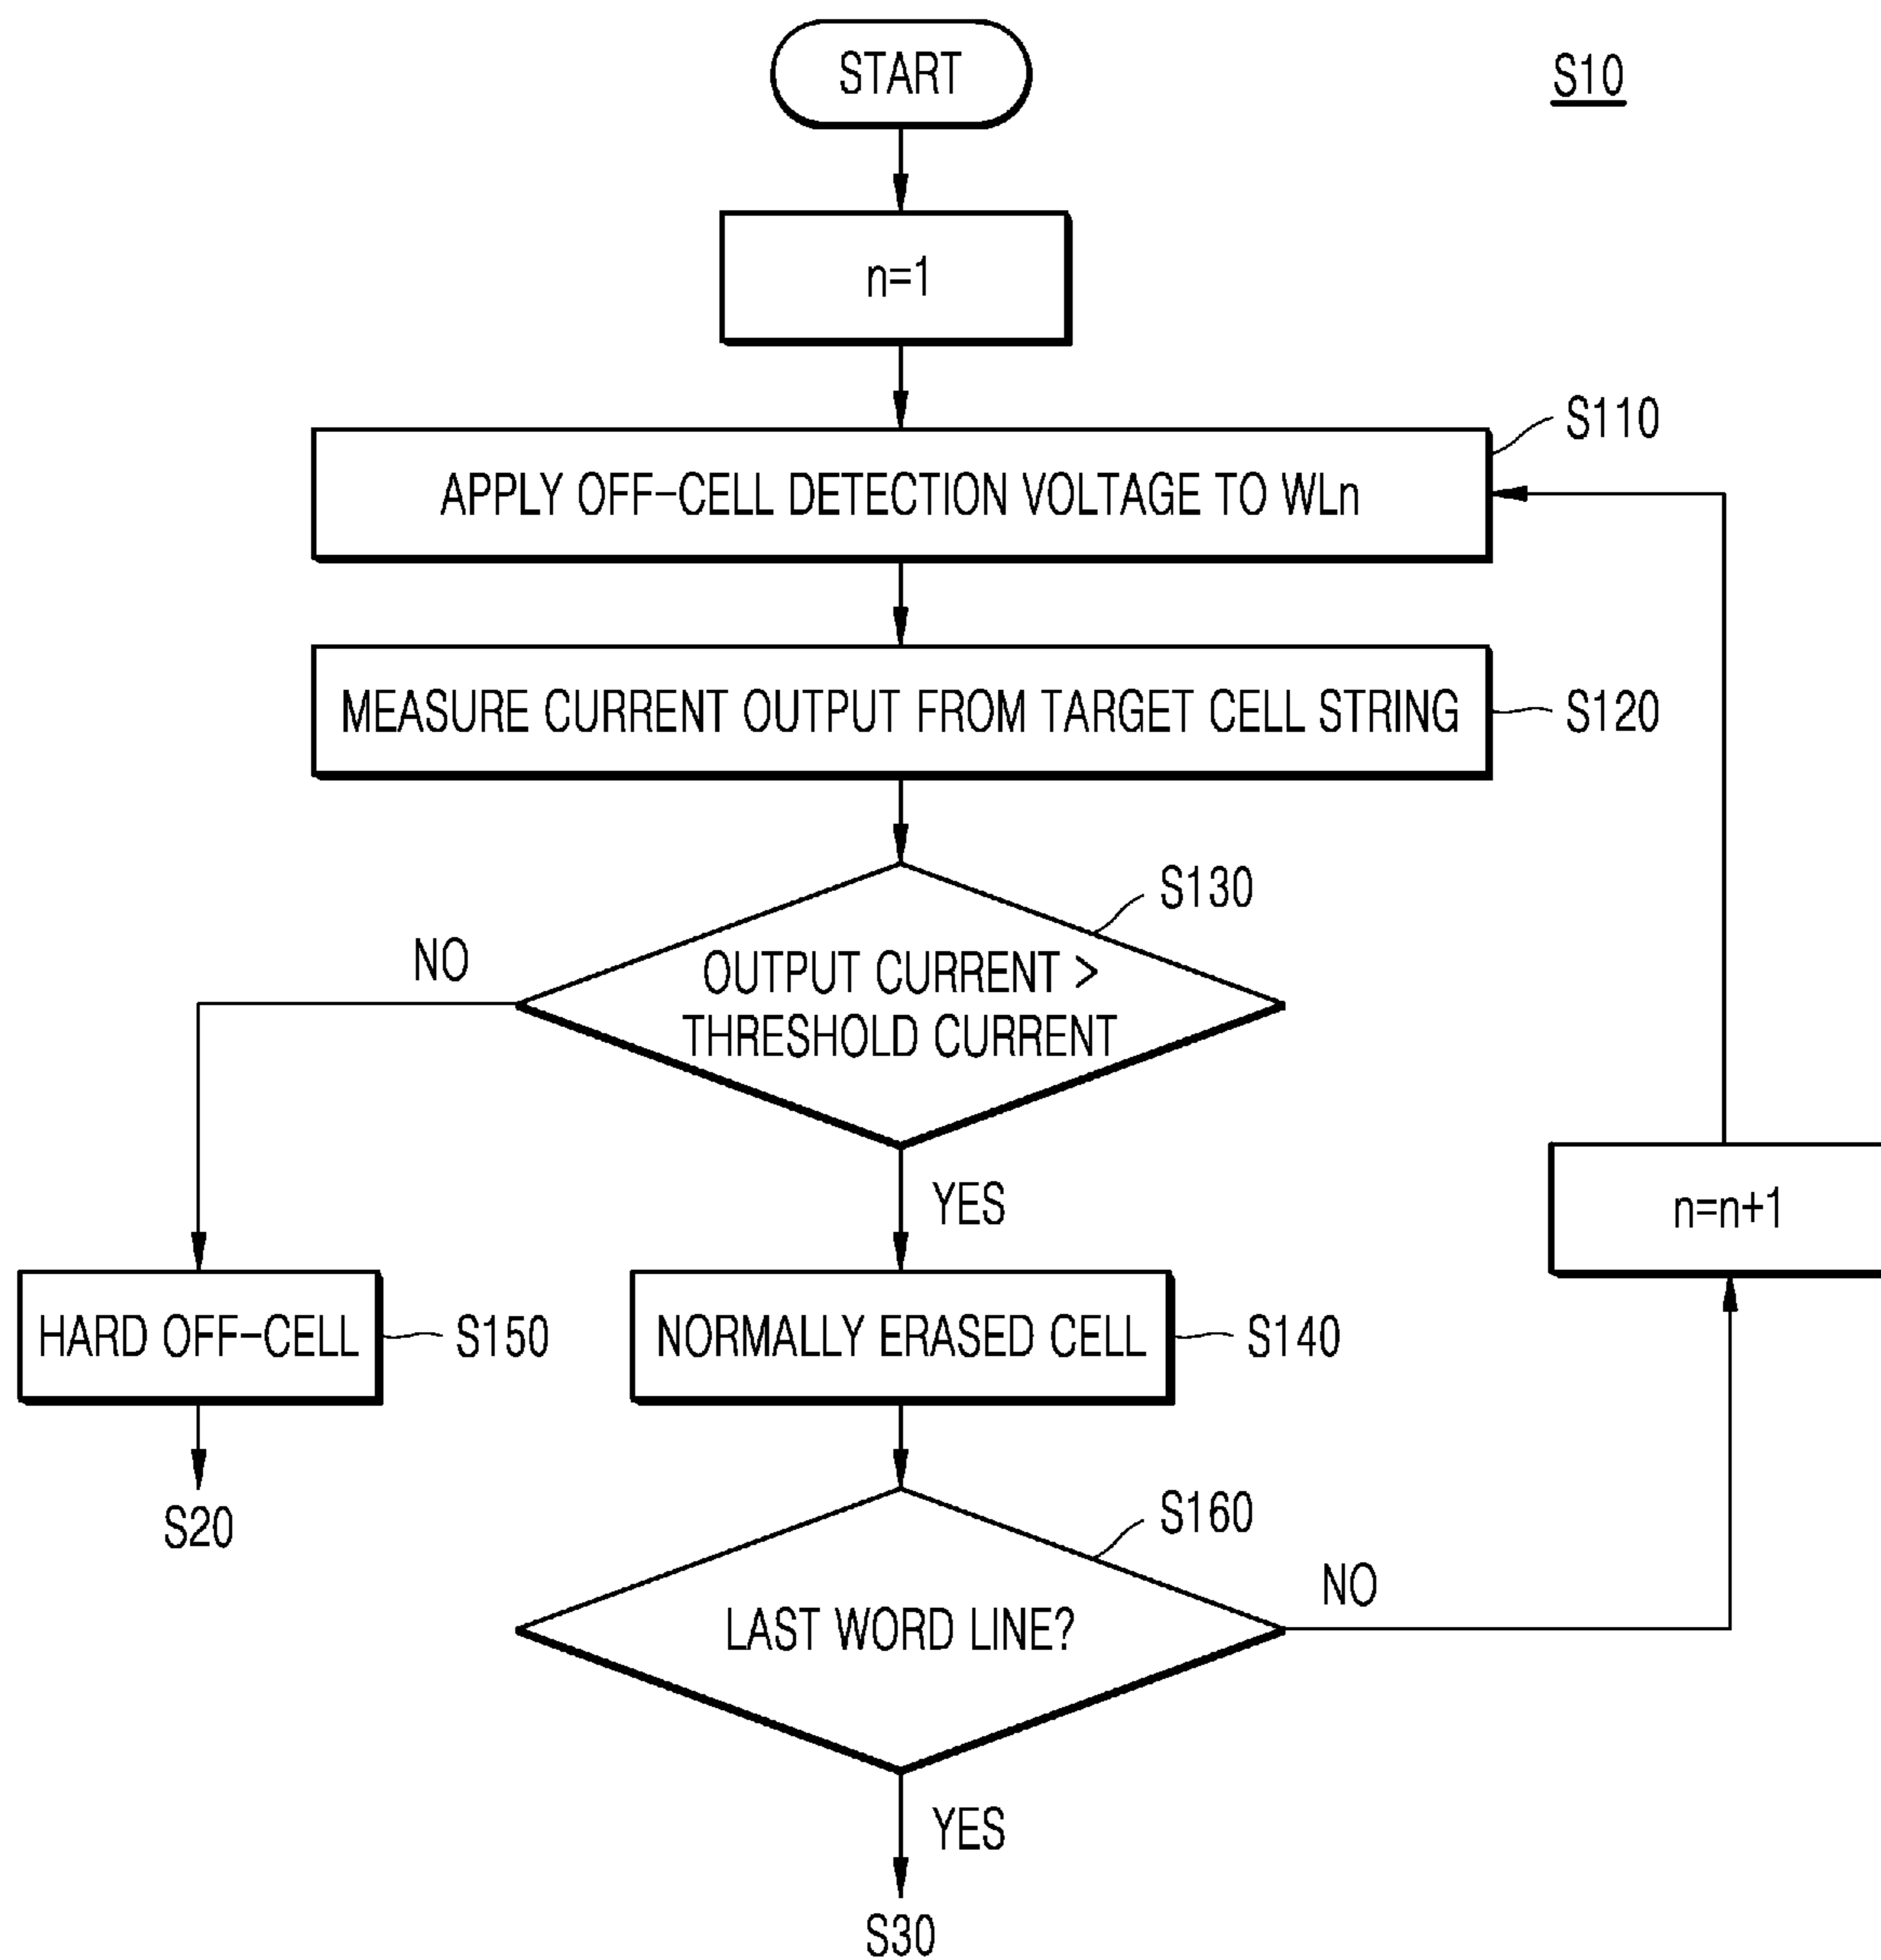 START
S10
n=1
S110
APPLY OFF-CELL DETECTION VOLTAGE TO WLn
MEASURE CURRENT OUTPUT FROM TARGET CELL STRING
S120
S130
NO
OUTPUT CURRENT >
THRESHOLD CURRENT
YES
n=n+1
HARD OFF-CELL
S150
NORMALLY ERASED CELL
S140
S20
S160
NO
LAST WORD LINE?
YES
S30